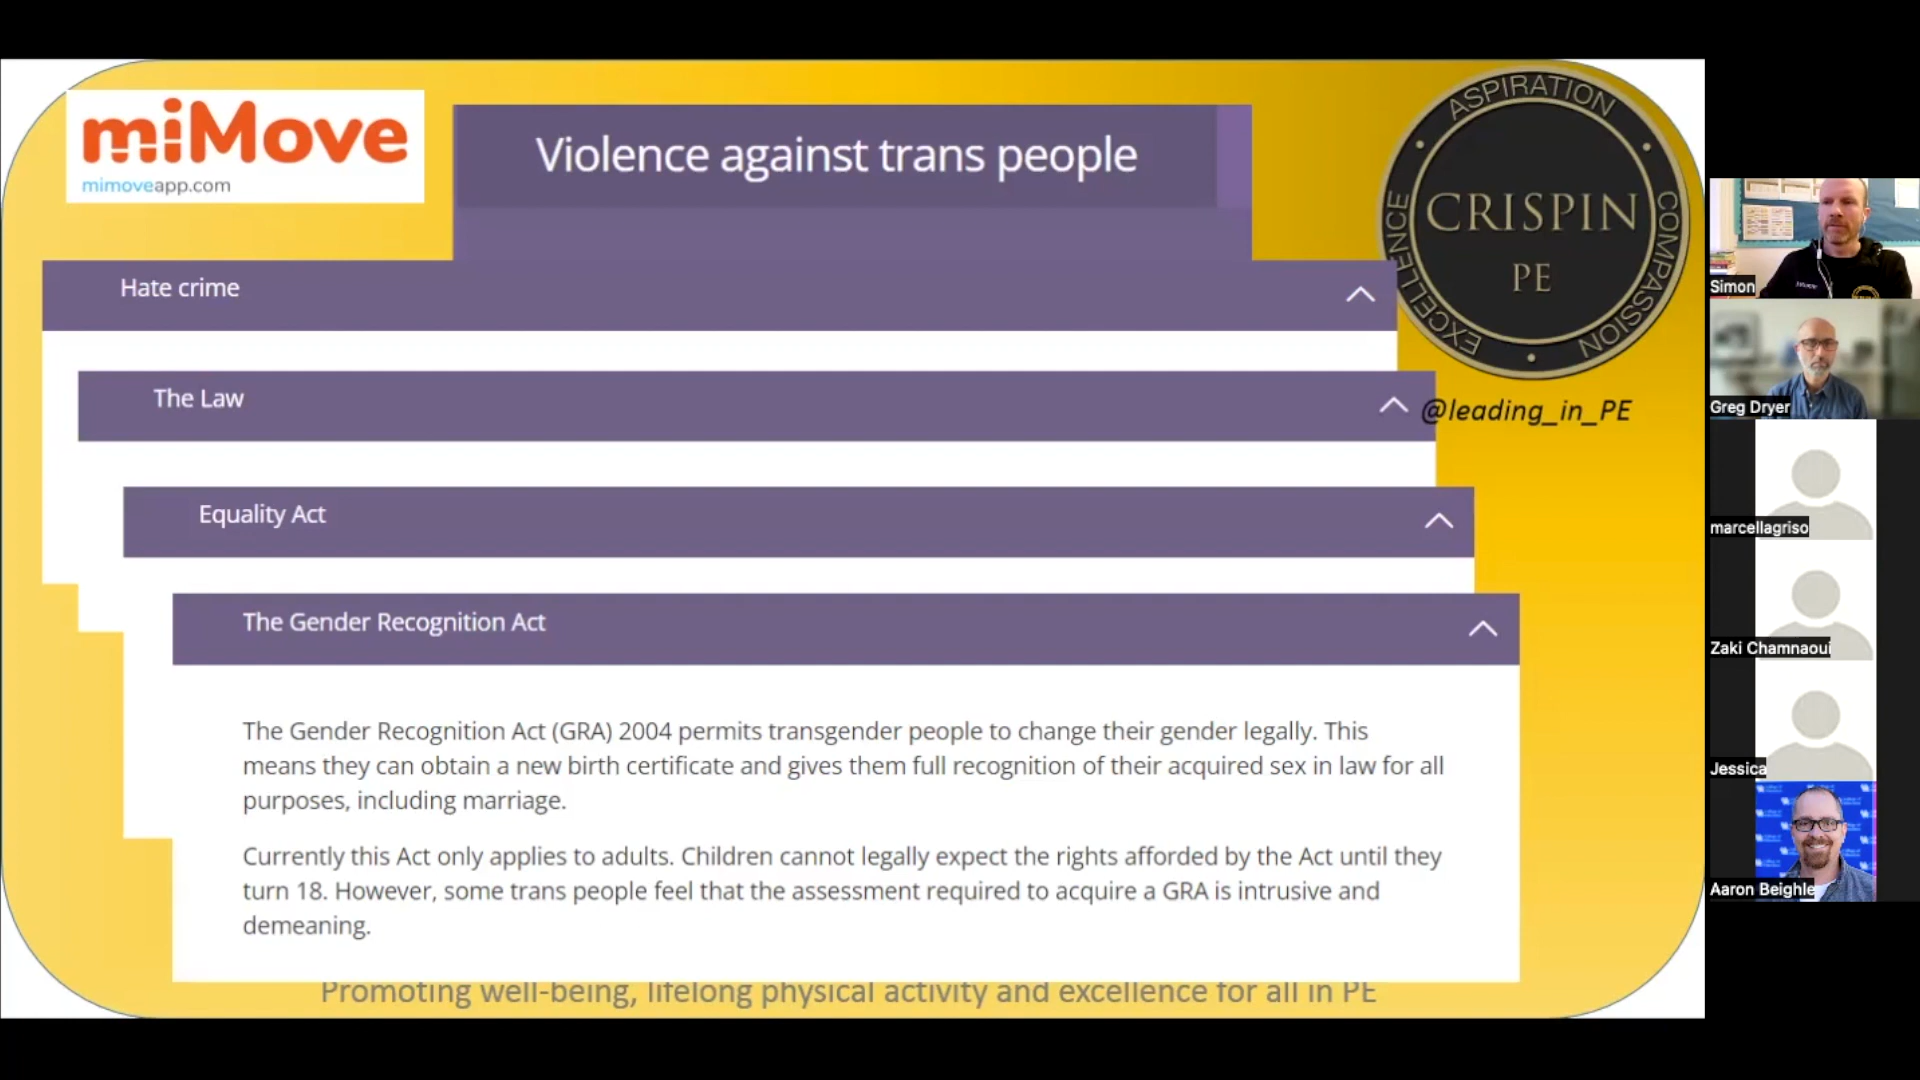 miMove
mimoveapp.com
Violence against trans people
ASPIRATION
COMPASSION
EXCELLENCE
CRISPIN
PE
@leading_in_PE
Hate crime
The Law
Equality Act
The Gender Recognition Act
The Gender Recognition Act (GRA) 2004 permits transgender people to change their gender legally. This
means they can obtain a new birth certificate and gives them full recognition of their acquired sex in law for all
purposes, including marriage.
Currently this Act only applies to adults. Children cannot legally expect the rights afforded by the Act until they
turn 18. However, some trans people feel that the assessment required to acquire a GRA is intrusive and
demeaning.
Promoting well-being, lifelong physical activity and excellence for all in PE
Simon
Greg Dryer
marcellagriso
Zaki Chamnaoui
Jessica
Aaron Beighle